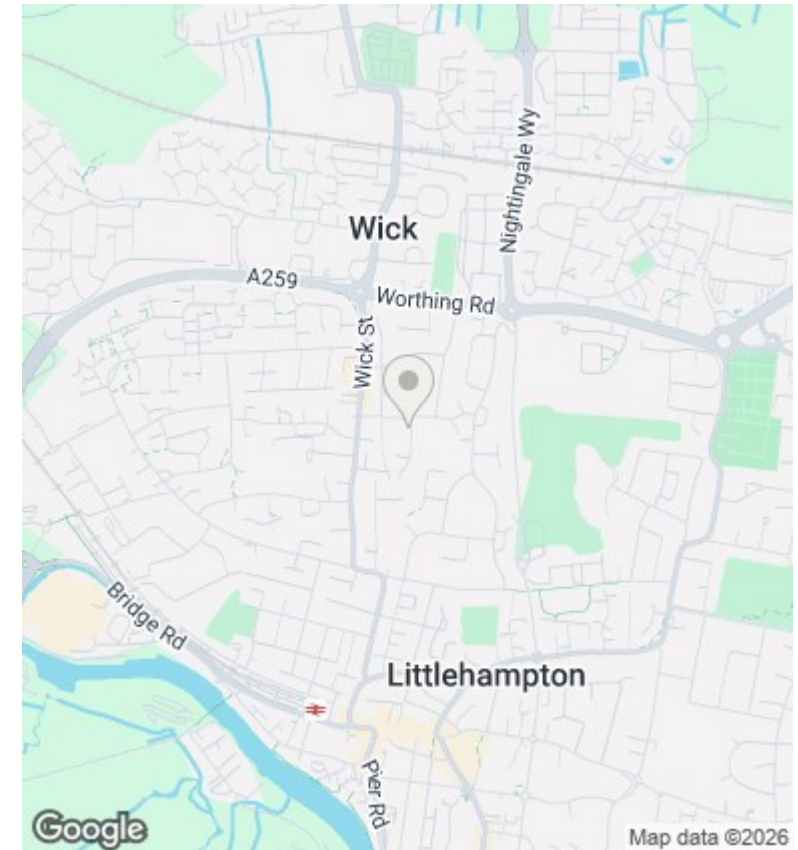 Nightingale Wy
Wick
A259
Worthing Rd
Wick St
Bridge Rd
Littlehampton
Pier Rd
Google
Map data ©2026